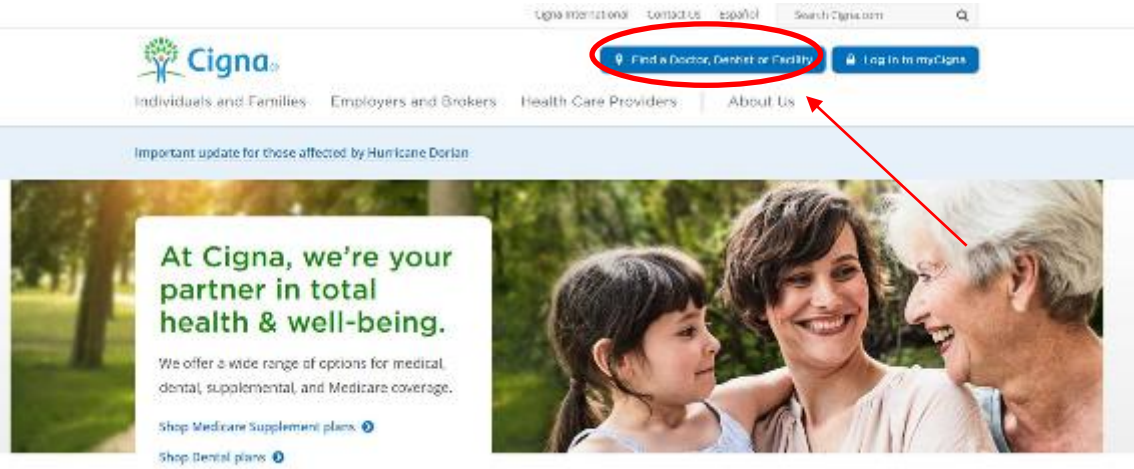 Cigna International Contact Us Español Search Cigna.com
Cigna
Find a Doctor, Dentist or Facility Log in to myCigna
Individuals and Families Employers and Brokers Health Care Providers About Us
Important update for those affected by Hurricane Dorian
At Cigna, we're your
partner in total
health & well-being.
We offer a wide range of options for medical,
dental, supplemental, and Medicare coverage.
Shop Medicare Supplement plans
Shop Dental plans